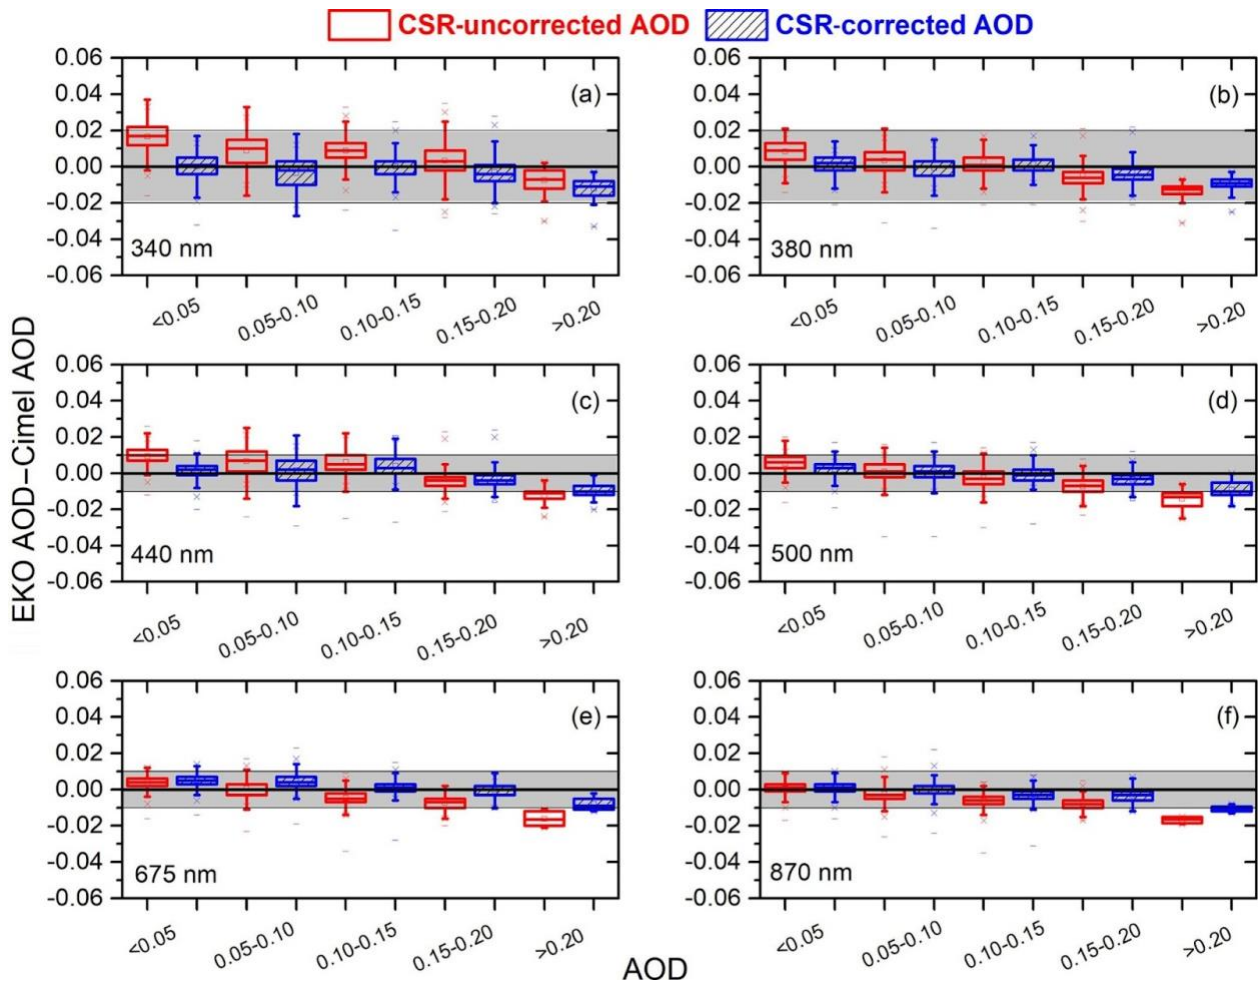 CSR-uncorrected AOD CSR-corrected AOD
0.06 0.06
(a) (b)
0.04 0.04
0.02 0.02
0.00 0.00
-0.02 -0.02
-0.04 -0.04
340 nm 380 nm
-0.06 -0.06
<0.05 0.05-0.10 0.10-0.15 0.15-0.20 >0.20 <0.05 0.05-0.10 0.10-0.15 0.15-0.20 >0.20
EKO AOD−Cimel AOD
0.06 0.06
(c) (d)
0.04 0.04
0.02 0.02
0.00 0.00
-0.02 -0.02
-0.04 -0.04
440 nm 500 nm
-0.06 -0.06
<0.05 0.05-0.10 0.10-0.15 0.15-0.20 >0.20 <0.05 0.05-0.10 0.10-0.15 0.15-0.20 >0.20
0.06 0.06
(e) (f)
0.04 0.04
0.02 0.02
0.00 0.00
-0.02 -0.02
-0.04 -0.04
675 nm 870 nm
-0.06 -0.06
<0.05 0.05-0.10 0.10-0.15 0.15-0.20 >0.20 <0.05 0.05-0.10 0.10-0.15 0.15-0.20 >0.20
AOD